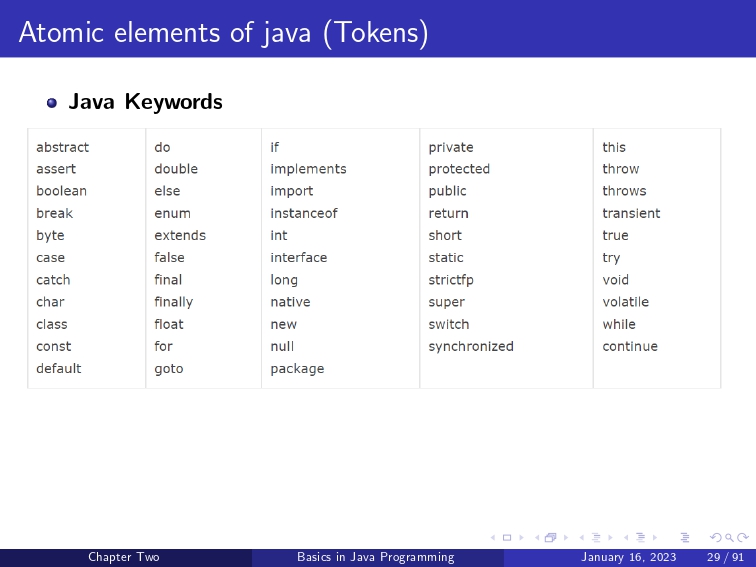 Atomic elements of java (Tokens)
Java Keywords
abstract do if private this
assert double implements protected throw
boolean else import public throws
break enum instanceof return transient
byte extends int short true
case false interface static try
catch final long strictfp void
char finally native super volatile
class float new switch while
const for null synchronized continue
default goto package
Chapter Two Basics in Java Programming January 16, 2023 29 / 91